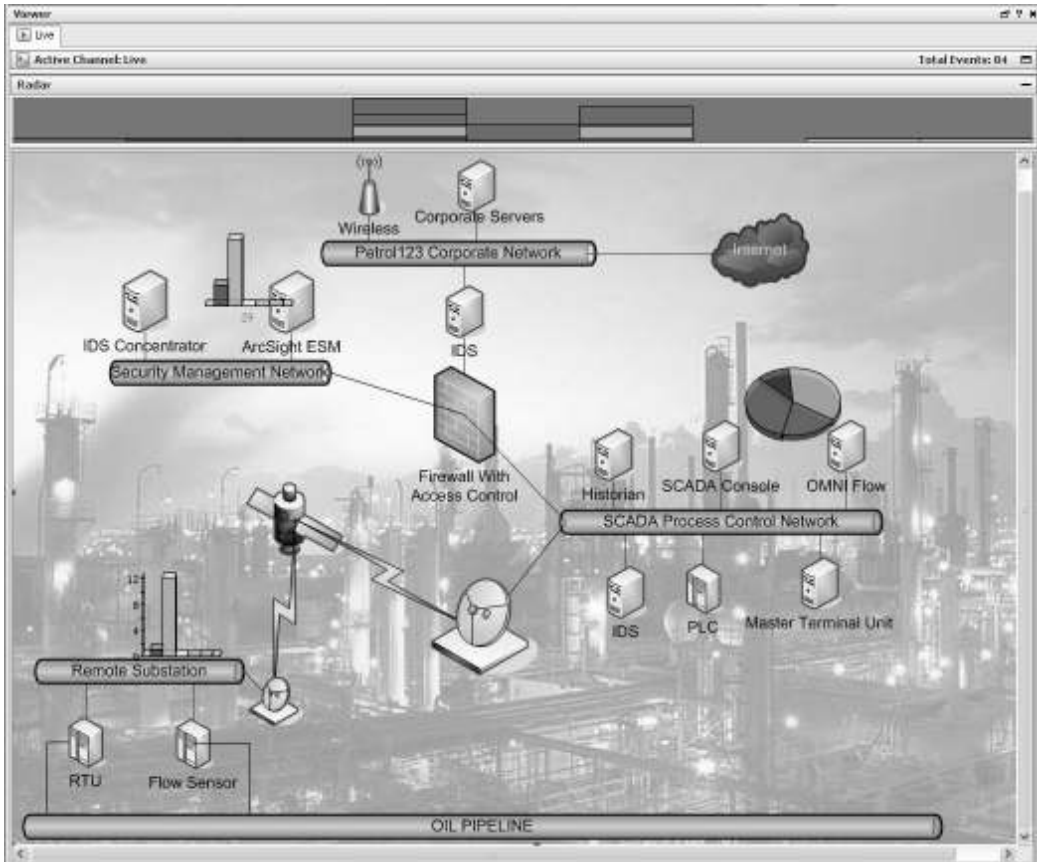 Viewer
Live
Active Channel: Live
Total Events: 84
Radar
Wireless
Corporate Servers
Petrol123 Corporate Network
Internet
IDS Concentrator
ArcSight ESM
IDS
Security Management Network
Firewall With
Access Control
Historian
SCADA Console
OMNI Flow
SCADA Process Control Network
IDS
PLC
Master Terminal Unit
12
8
4
Remote Substation
RTU
Flow Sensor
OIL PIPELINE